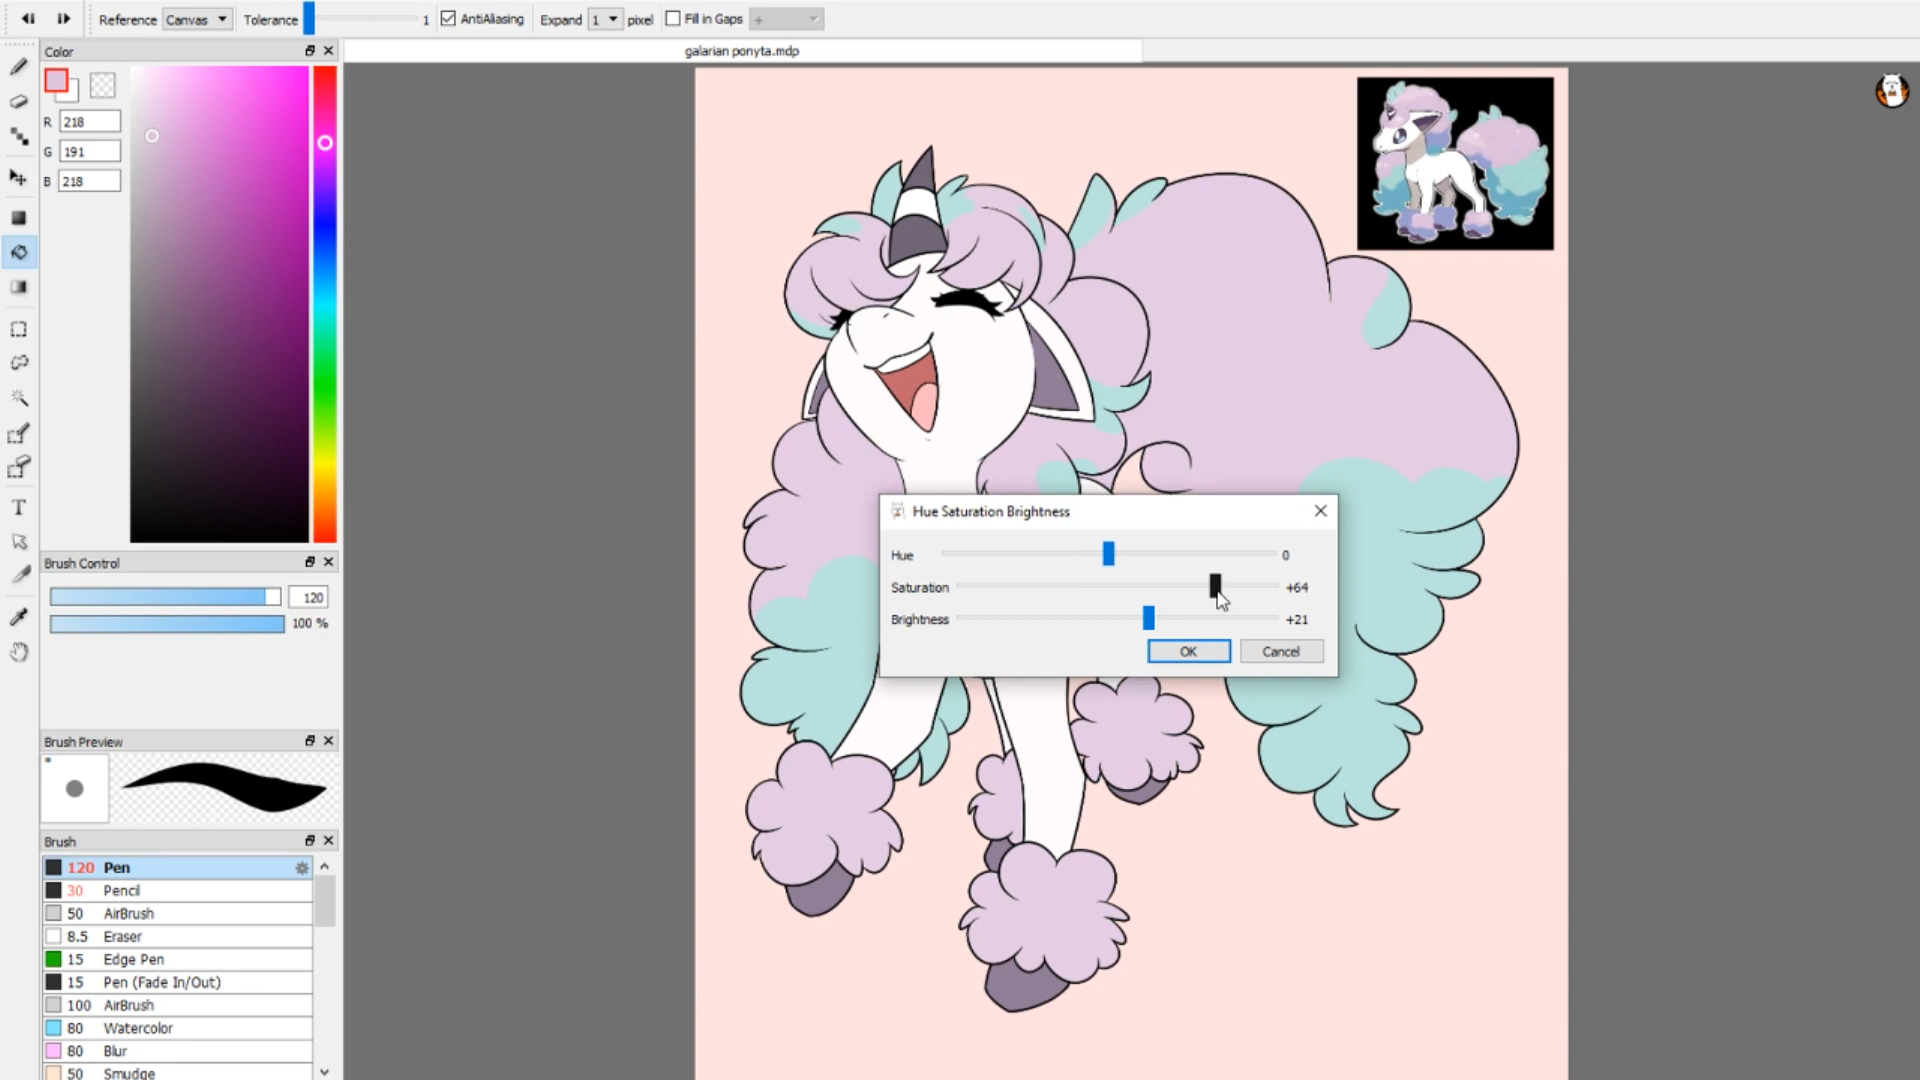 Reference Canvas Tolerance 1 AntiAliasing Expand 1 pixel Fill in Gaps +
Color
galarian ponyta.mdp
R 218
G 191
B 218
Hue Saturation Brightness
Hue 0
Saturation +64
Brightness +21
OK Cancel
Brush Control
120
100 %
Brush Preview
Brush
120 Pen
30 Pencil
50 AirBrush
8.5 Eraser
15 Edge Pen
15 Pen (Fade In/Out)
100 AirBrush
80 Watercolor
80 Blur
50 Smudge
T